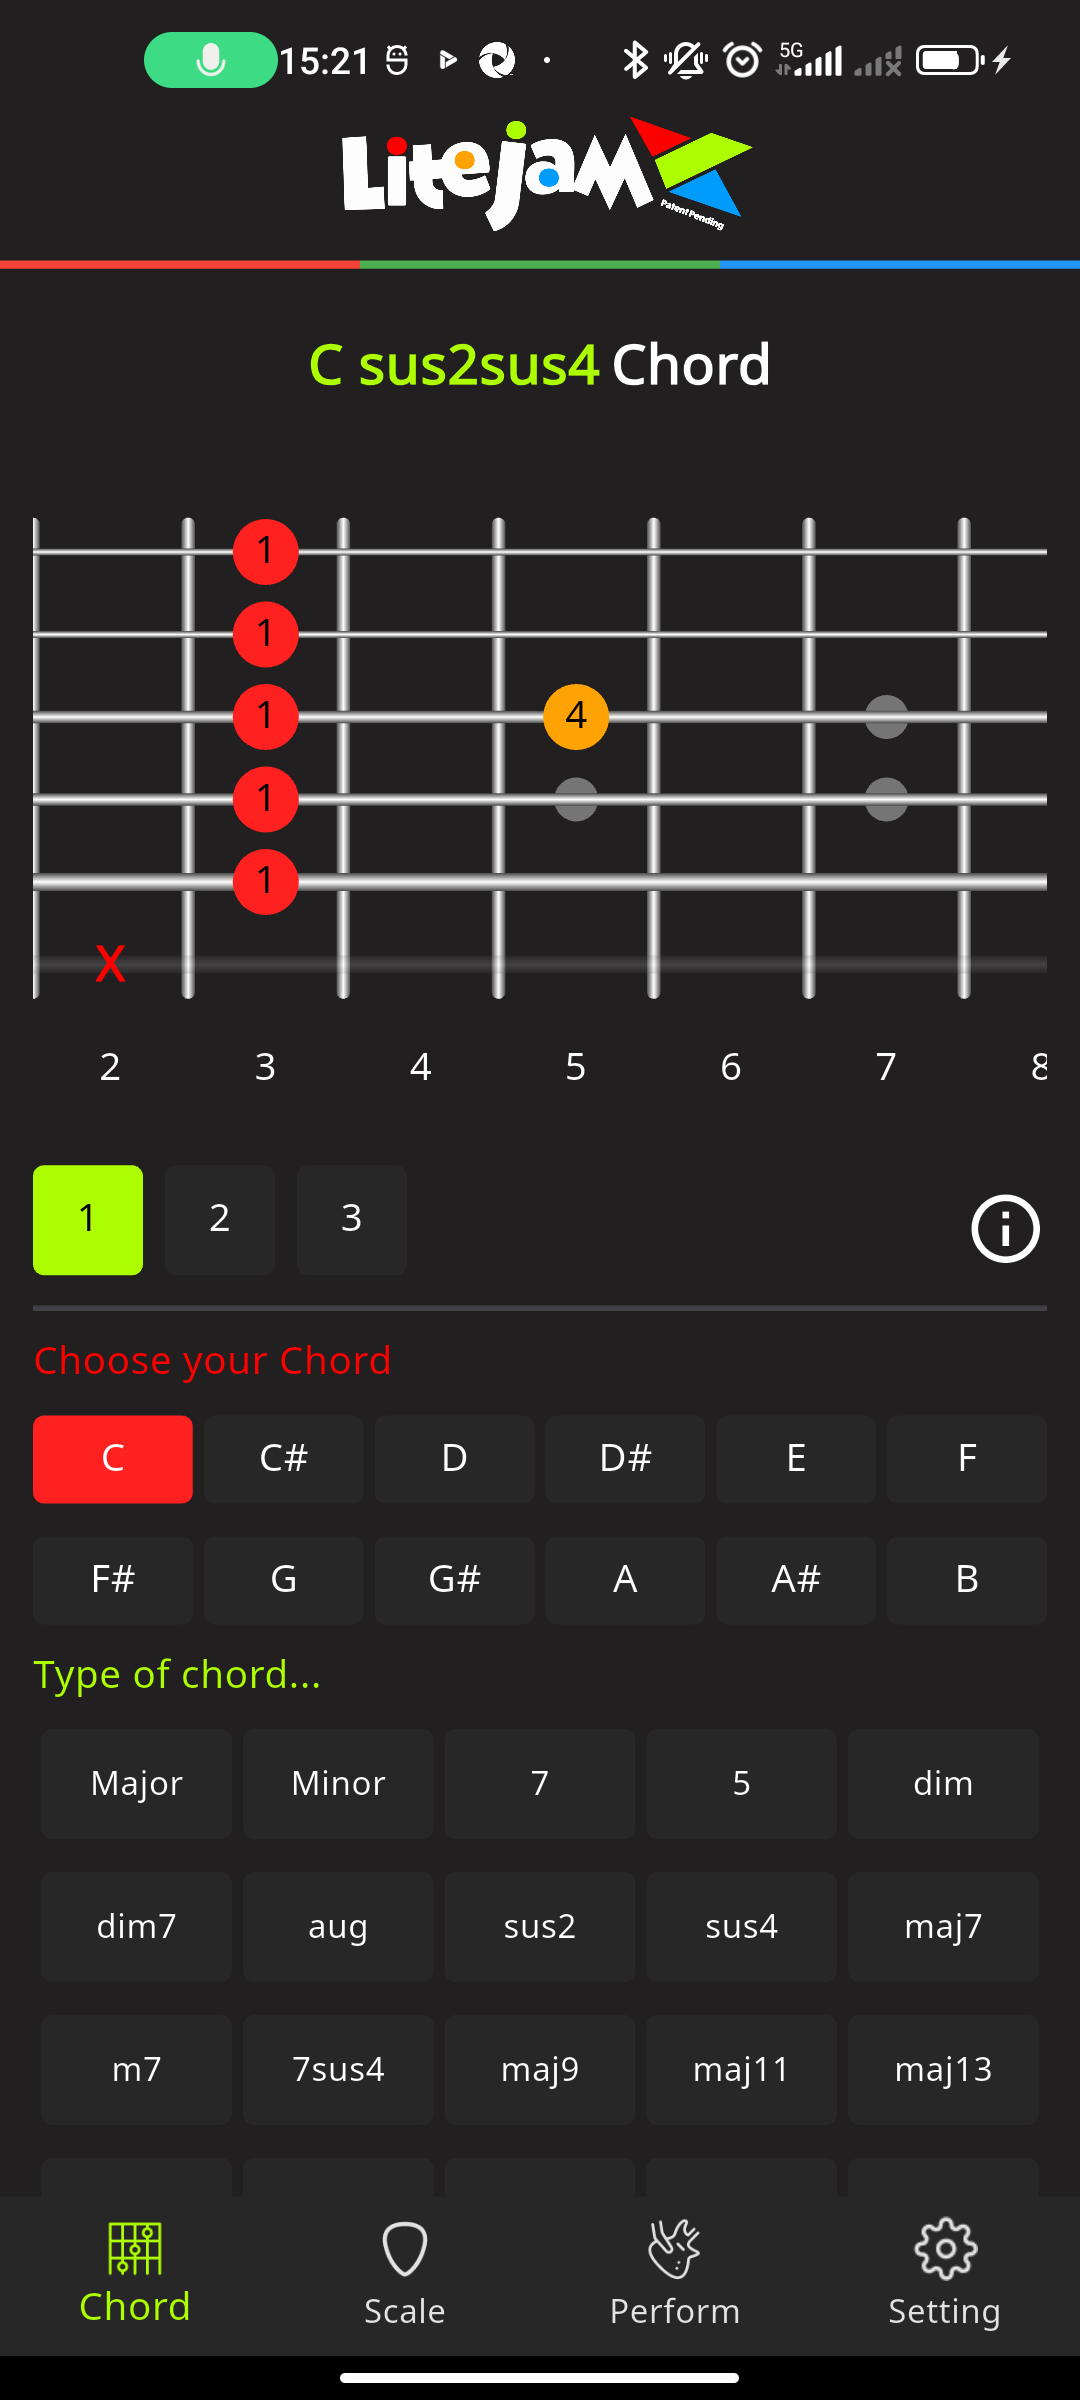 15:21 5G
Litejam
Patent Pending
C sus2sus4 Chord
1
1
1 4
1
1
X
2 3 4 5 6 7 8
1 2 3
Choose your Chord
C C# D D# E F
F# G G# A A# B
Type of chord...
Major Minor 7 5 dim
dim7 aug sus2 sus4 maj7
m7 7sus4 maj9 maj11 maj13
Chord Scale Perform Setting